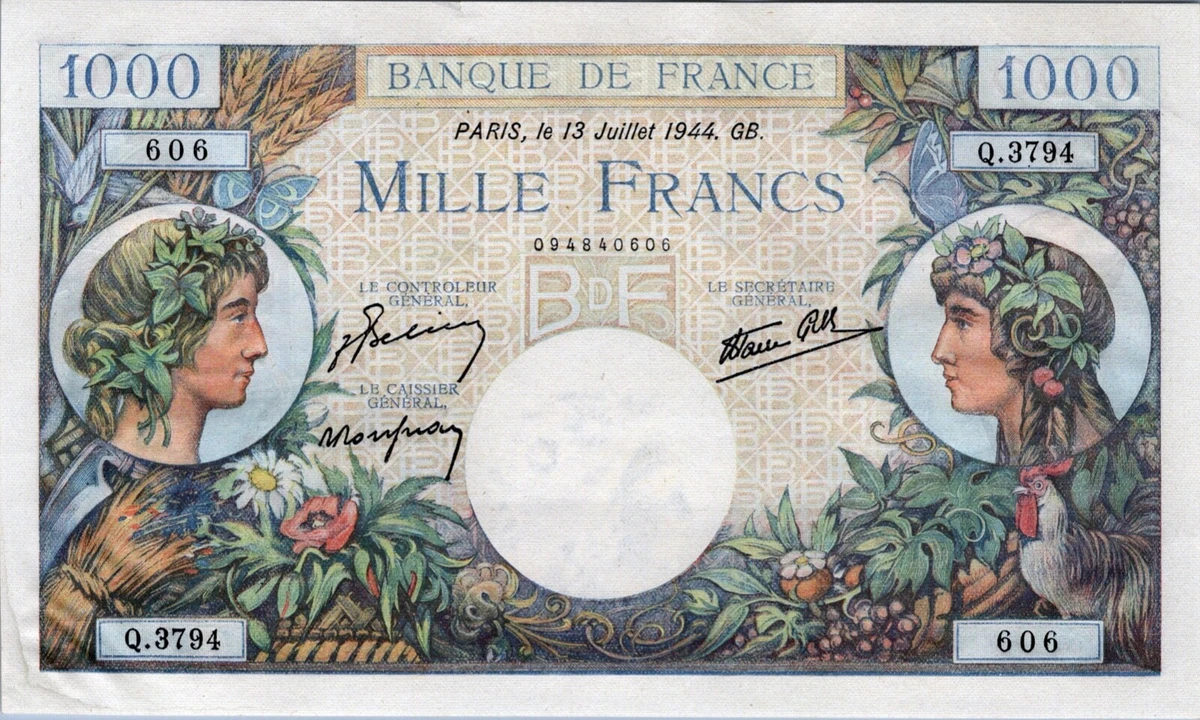 1000
BANQUE DE FRANCE
1000
PARIS, le 13 Juillet 1944. GB.
606
Q.3794
MILLE FRANCS
094840606
BDF
LE CONTROLEUR
GÉNÉRAL,
LE SECRÉTAIRE
GÉNÉRAL,
LE CAISSIER
GÉNÉRAL,
Q.3794
606